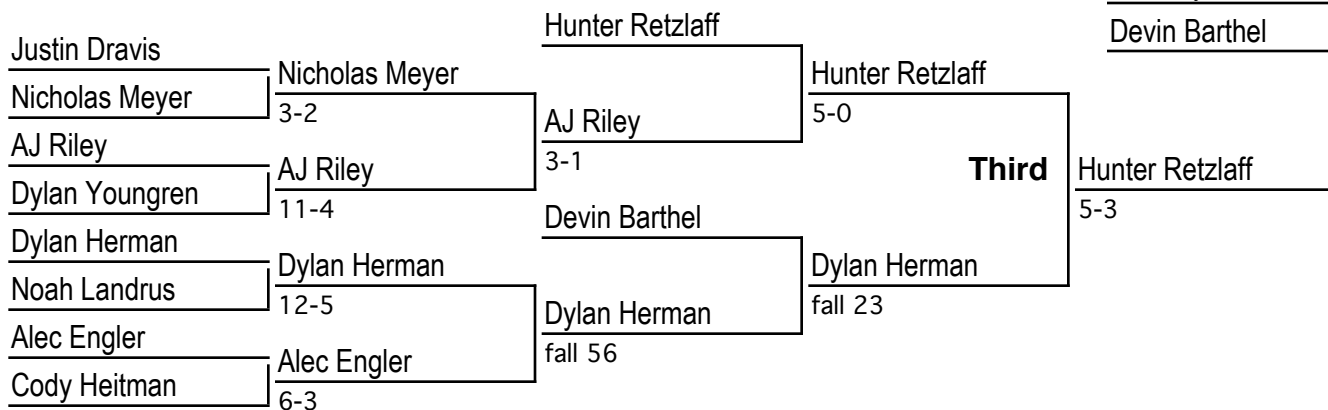 Justin Dravis
Nicholas Meyer
AJ Riley
Dylan Youngren
Dylan Herman
Noah Landrus
Alec Engler
Cody Heitman
Nicholas Meyer
3-2
AJ Riley
11-4
Dylan Herman
12-5
Alec Engler
6-3
Hunter Retzlaff
AJ Riley
3-1
Devin Barthel
Dylan Herman
fall 56
Hunter Retzlaff
5-0
Third
Dylan Herman
fall 23
Hunter Retzlaff
5-3
Devin Barthel